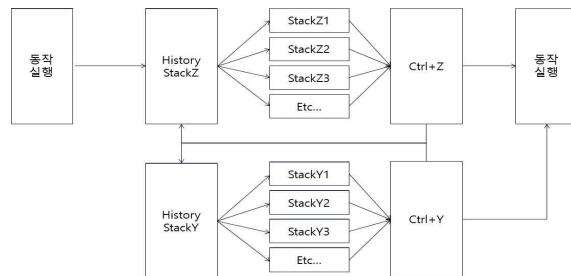 동작
실행
History
StackZ
StackZ1
StackZ2
StackZ3
Etc...
Ctrl+Z
동작
실행
History
StackY
StackY1
StackY2
StackY3
Etc...
Ctrl+Y